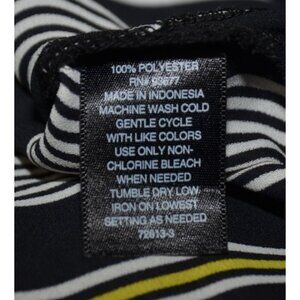 100% POLYESTER
RN# 93677
MADE IN INDONESIA
MACHINE WASH COLD
GENTLE CYCLE
WITH LIKE COLORS
USE ONLY NON-
CHLORINE BLEACH
WHEN NEEDED
TUMBLE DRY LOW
IRON ON LOWEST
SETTING AS NEEDED
72613-3